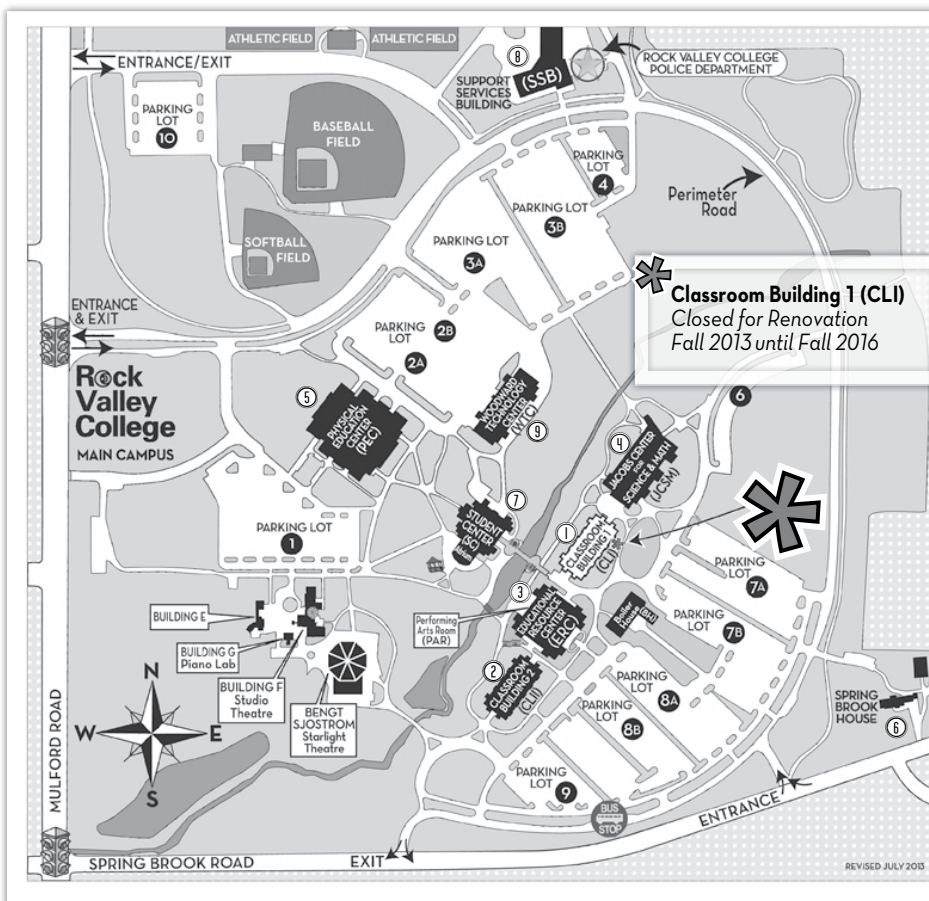 ATHLETIC FIELD
ATHLETIC FIELD
8
ROCK VALLEY COLLEGE
POLICE DEPARTMENT
ENTRANCE/EXIT
SUPPORT
SERVICES
BUILDING
(SSB)
PARKING
LOT
10
BASEBALL
FIELD
PARKING
LOT
4
Perimeter
Road
PARKING LOT
3B
PARKING LOT
3A
SOFTBALL
FIELD
*
Classroom Building 1 (CLI)
Closed for Renovation
Fall 2013 until Fall 2016
ENTRANCE
& EXIT
PARKING
LOT
2B
2A
Rock
Valley
College
MAIN CAMPUS
5
PHYSICAL
EDUCATION
CENTER
(PEC)
WOODWARD
TECHNOLOGY
CENTER
(WTC)
9
6
4
JACOBS CENTER
FOR
SCIENCE & MATH
(JCSM)
7
STUDENT
CENTER
(SC)
Atrium
1
CLASSROOM
BUILDING 1
(CLI)
*
*
PARKING LOT
1
PARKING
LOT
7A
3
EDUCATIONAL
RESOURCE
CENTER
(ERC)
Boiler
House
(BH)
PARKING
LOT
7B
BUILDING E
Performing
Arts Room
(PAR)
BUILDING G
Piano Lab
2
CLASSROOM
BUILDING 2
(CLII)
PARKING
LOT
8A
BUILDING F
Studio
Theatre
BENGT
SJOSTROM
Starlight
Theatre
PARKING
LOT
8B
SPRING
BROOK
HOUSE
6
N
W
E
S
MULFORD ROAD
PARKING
LOT
9
BUS
STOP
ENTRANCE
SPRING BROOK ROAD
EXIT
REVISED JULY 2013